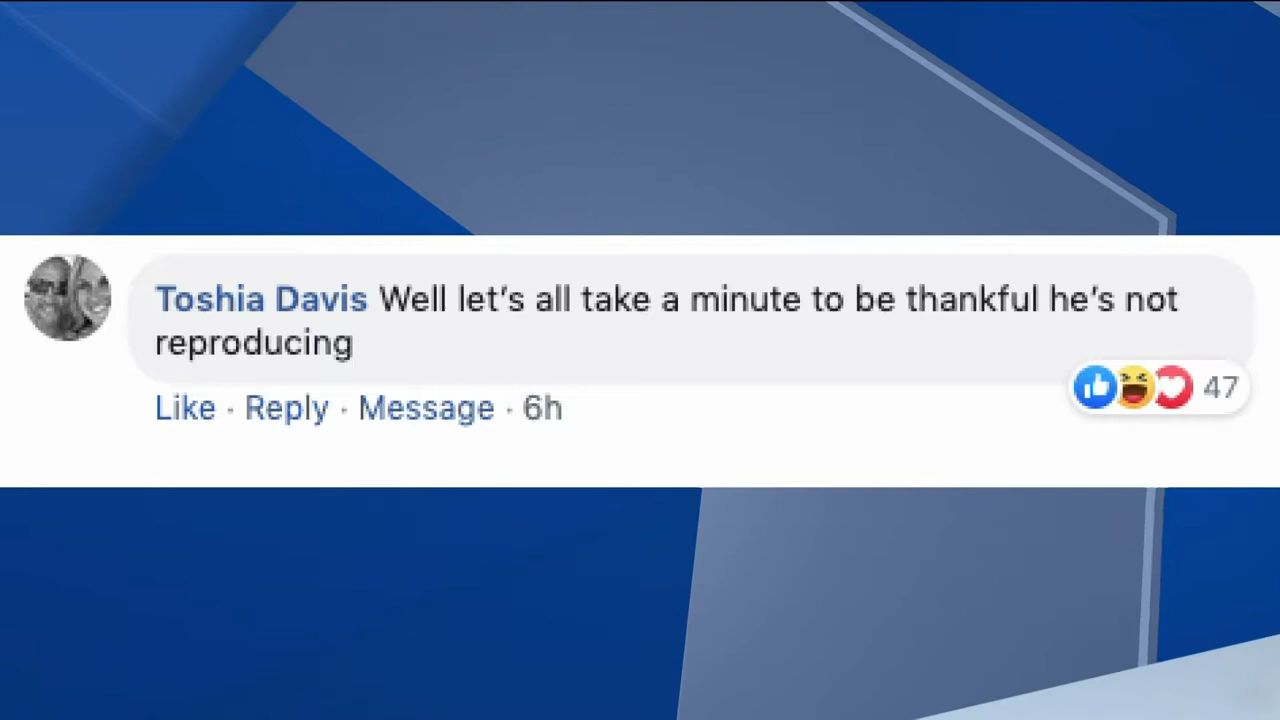 Toshia Davis Well let's all take a minute to be thankful he's not
reproducing
47
Like · Reply · Message · 6h